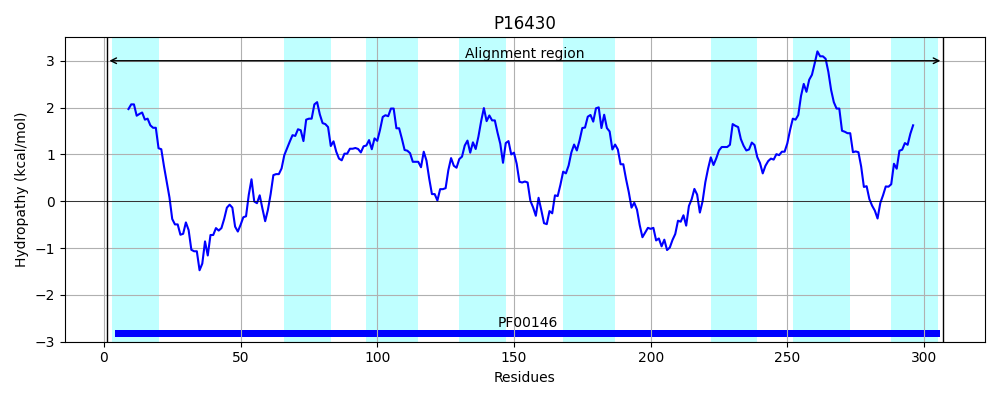 P16430
Alignment region
3
2
1
0
−1
−2
−3
Hydropathy (kcal/mol)
PF00146
0 50 100 150 200 250 300
Residues